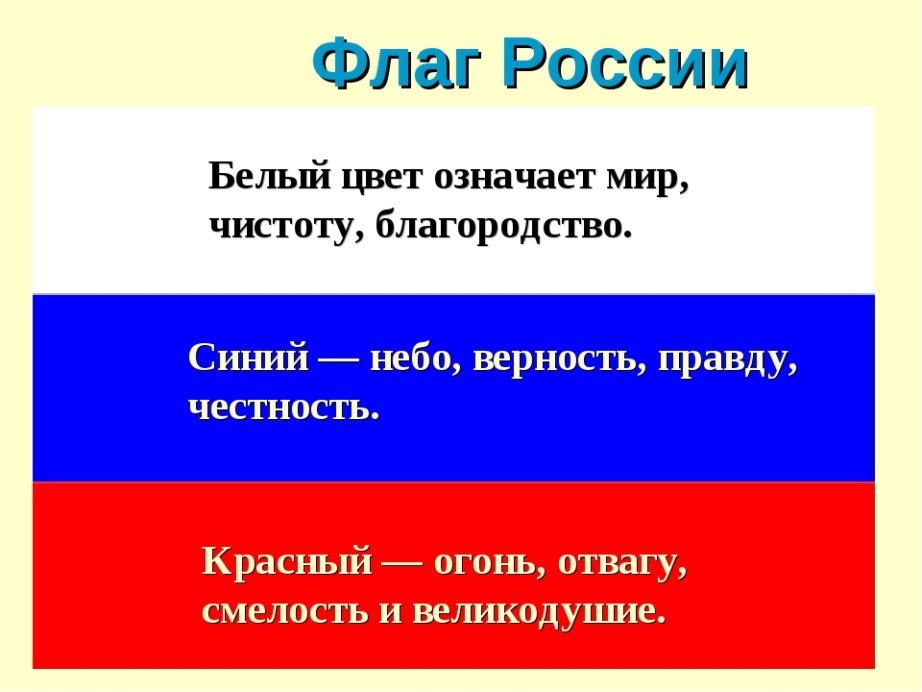 Флаг России
Белый цвет означает мир,
чистоту, благородство.
Синий — небо, верность, правду,
честность.
Красный — огонь, отвагу,
смелость и великодушие.